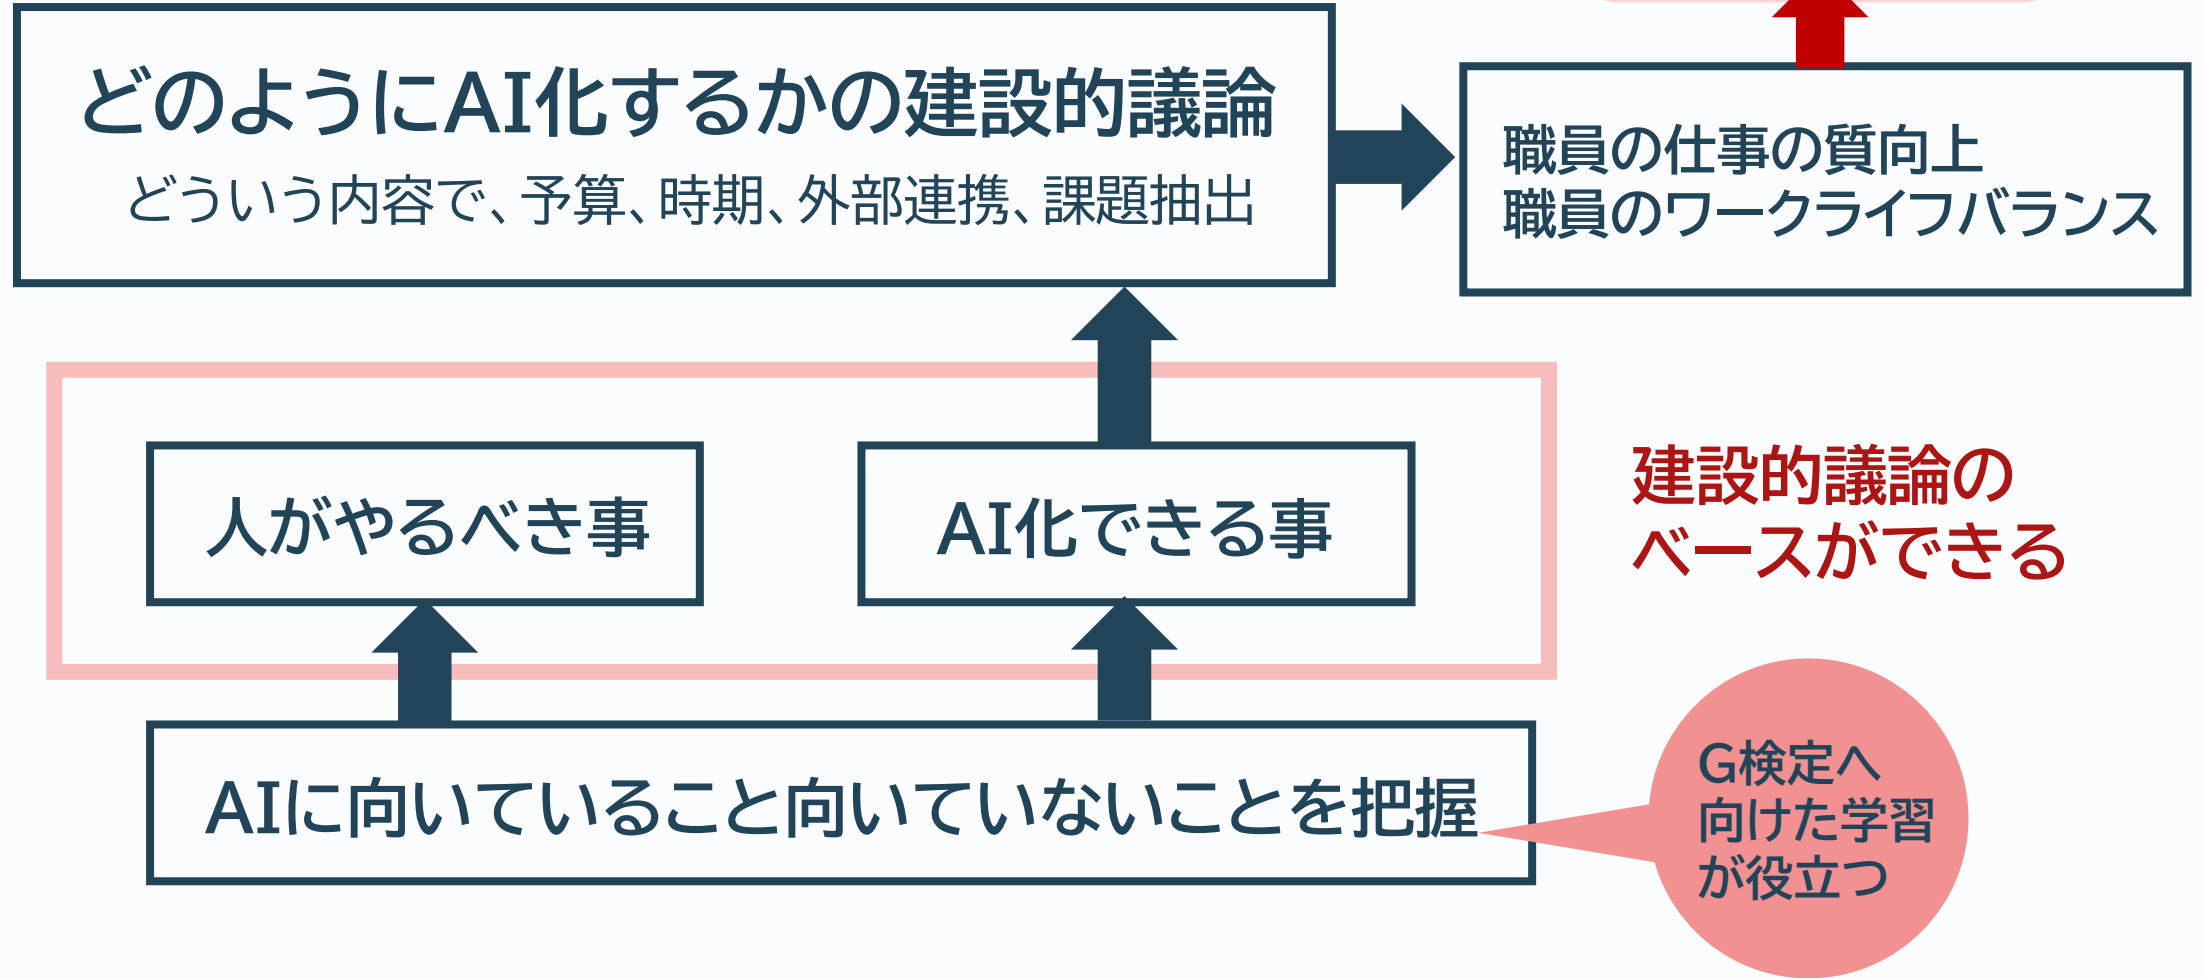 どのようにAI化するかの建設的議論
どういう内容で、予算、時期、外部連携、課題抽出
職員の仕事の質向上
職員のワークライフバランス
人がやるべき事
AI化できる事
建設的議論の
ベースができる
AIに向いていること向いていないことを把握
G検定へ
向けた学習
が役立つ